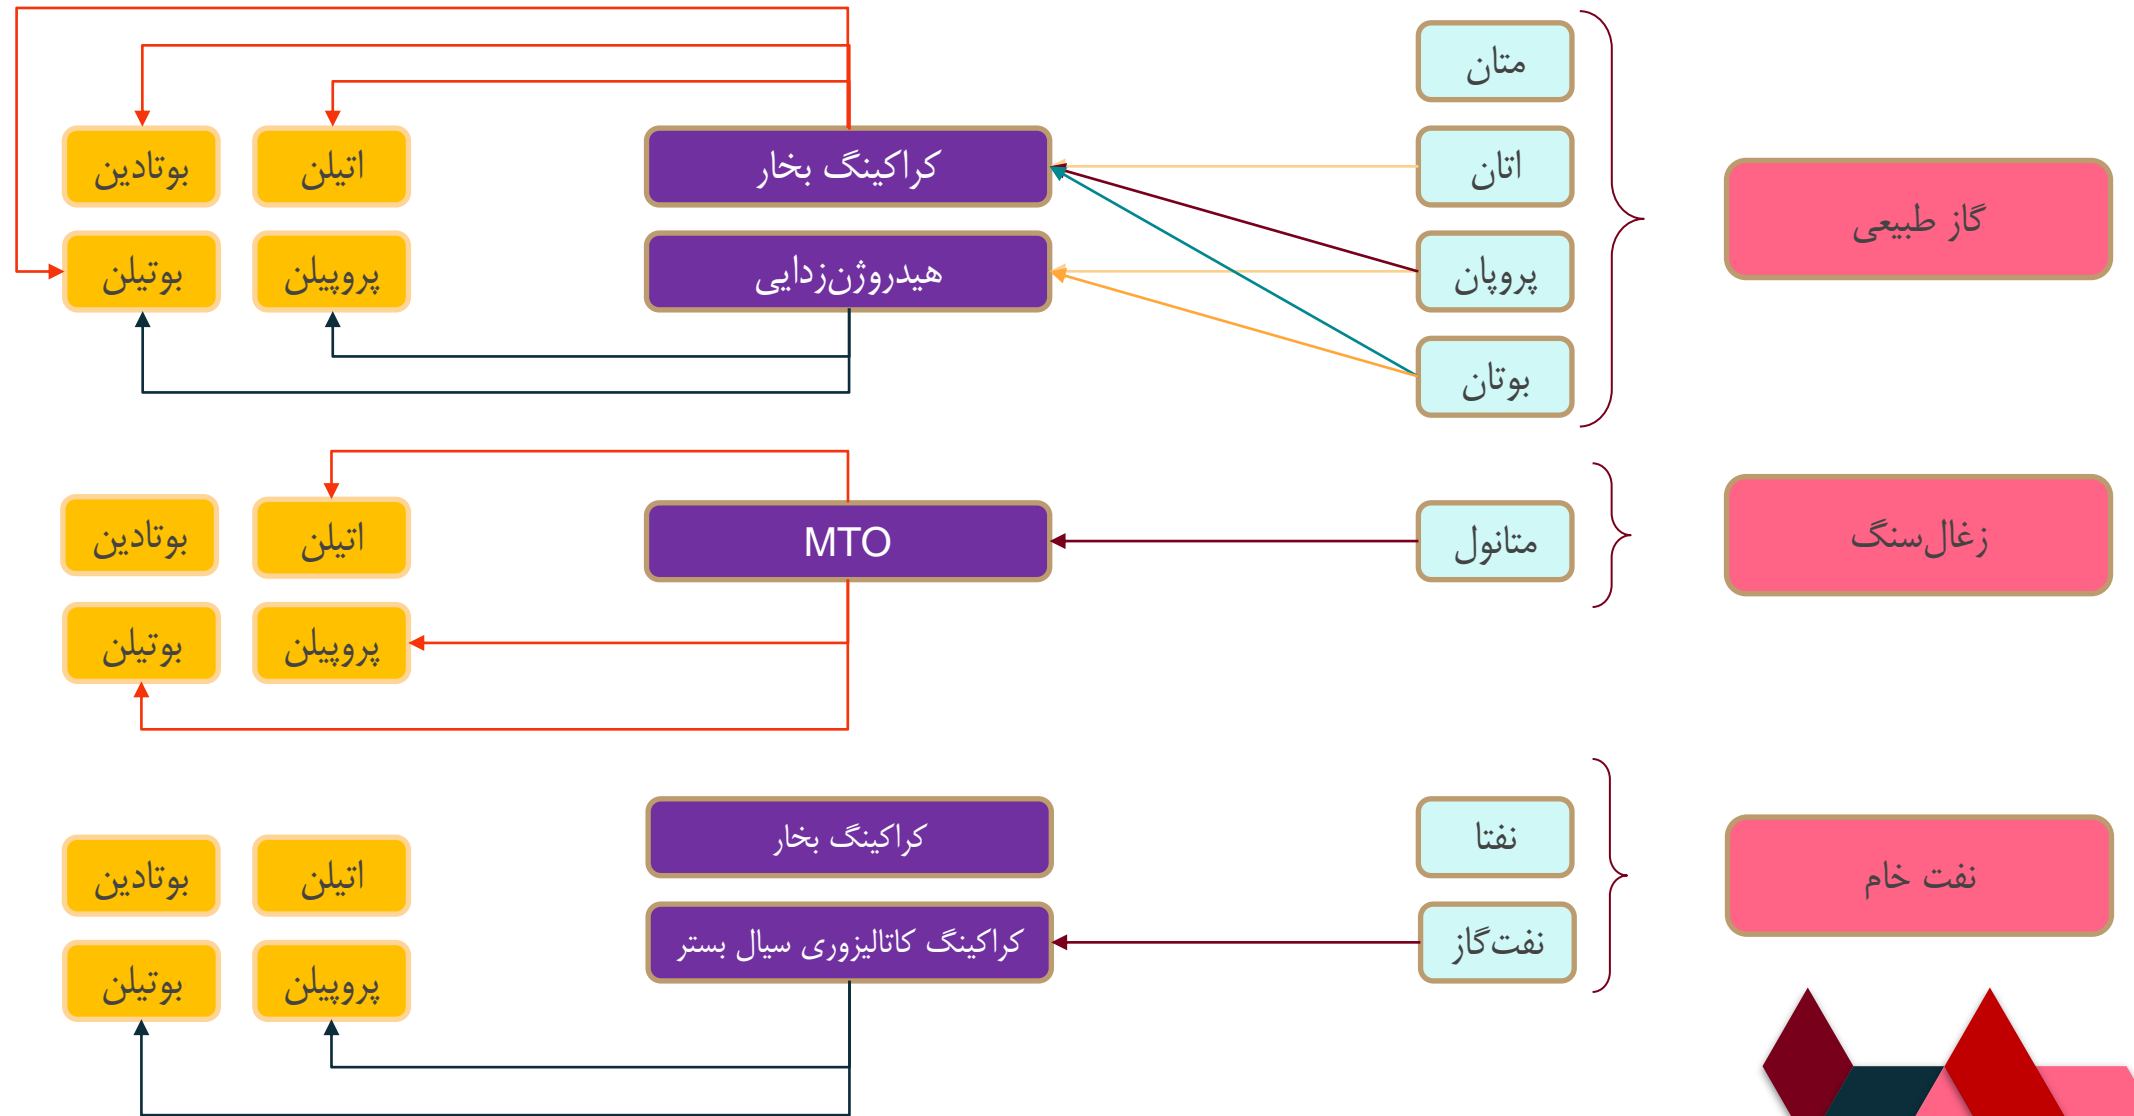 گاز طبیعی
متان
اتان
پروپان
بوتان
کراکینگ بخار
هیدروژن‌زدایی
اتیلن
بوتادین
پروپیلن
بوتیلن
زغال‌سنگ
متانول
MTO
اتیلن
بوتادین
پروپیلن
بوتیلن
نفت خام
نفتا
نفت‌گاز
کراکینگ بخار
کراکینگ کاتالیزوری سیال بستر
اتیلن
بوتادین
پروپیلن
بوتیلن